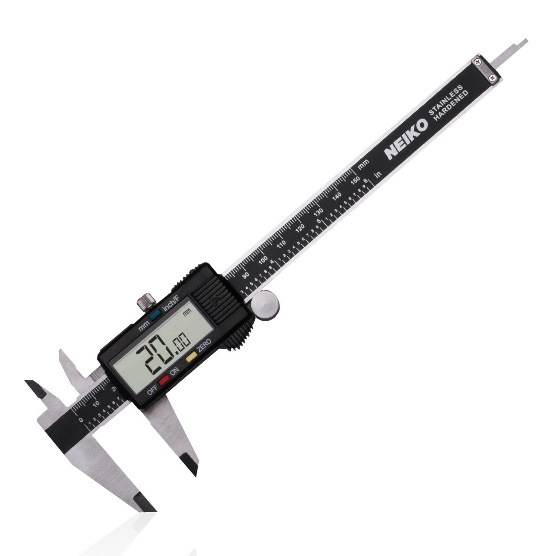 STAINLESS
HARDENED
NEIKO
mm
150
140
130
120
110
100
90
in
inch/F
mm
mm
20.00
ZERO
ON
OFF
10
0